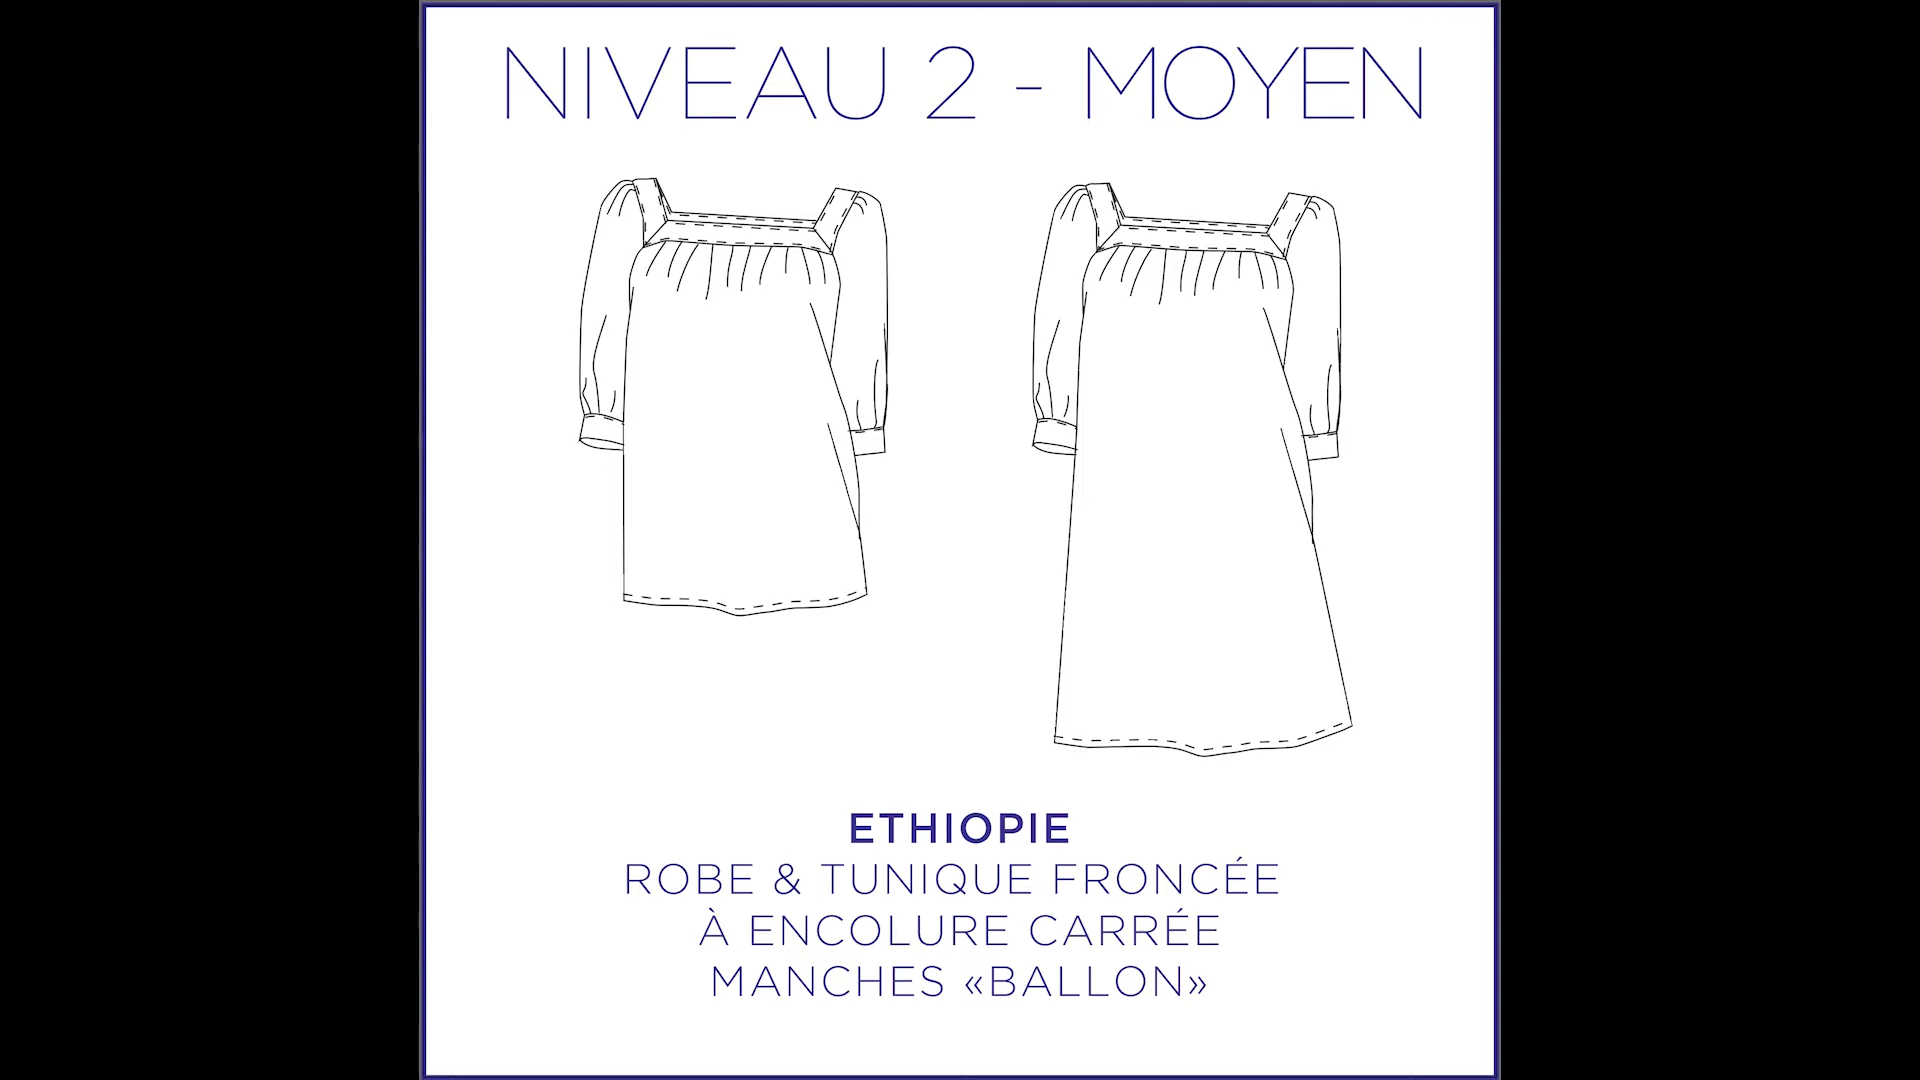 NIVEAU 2 - MOYEN
ETHIOPIE
ROBE & TUNIQUE FRONCÉE
À ENCOLURE CARRÉE
MANCHES «BALLON»